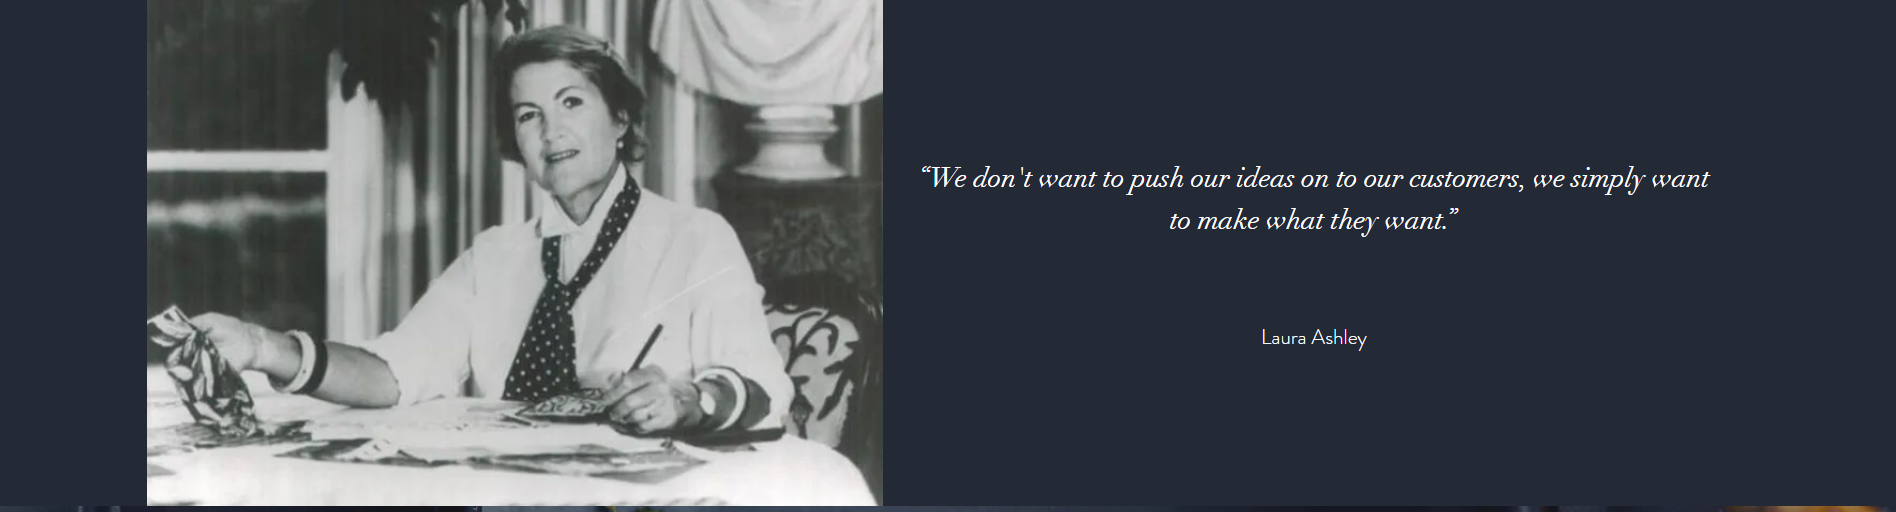 “We don't want to push our ideas on to our customers, we simply want
to make what they want.”
Laura Ashley